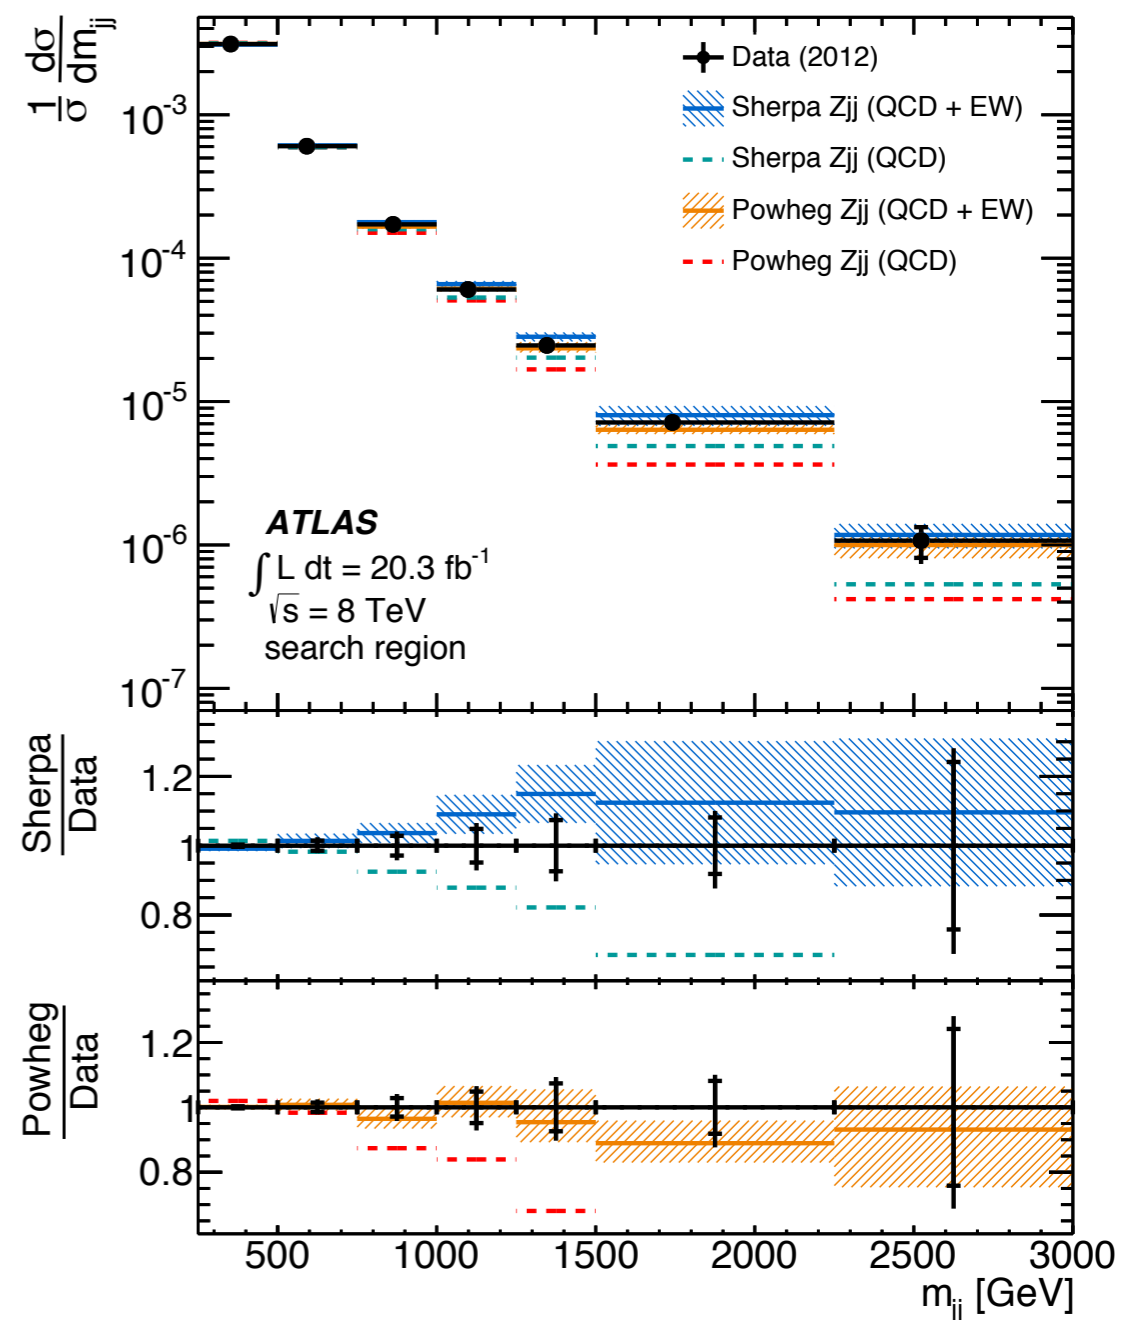 1/σ dσ/dm_jj
Data (2012)
Sherpa Zjj (QCD + EW)
Sherpa Zjj (QCD)
Powheg Zjj (QCD + EW)
Powheg Zjj (QCD)
10⁻³
10⁻⁴
10⁻⁵
10⁻⁶
10⁻⁷
ATLAS
∫ L dt = 20.3 fb⁻¹
√s = 8 TeV
search region
Sherpa
Data
1.2
1
0.8
Powheg
Data
1.2
1
0.8
500 1000 1500 2000 2500 3000
m_jj [GeV]